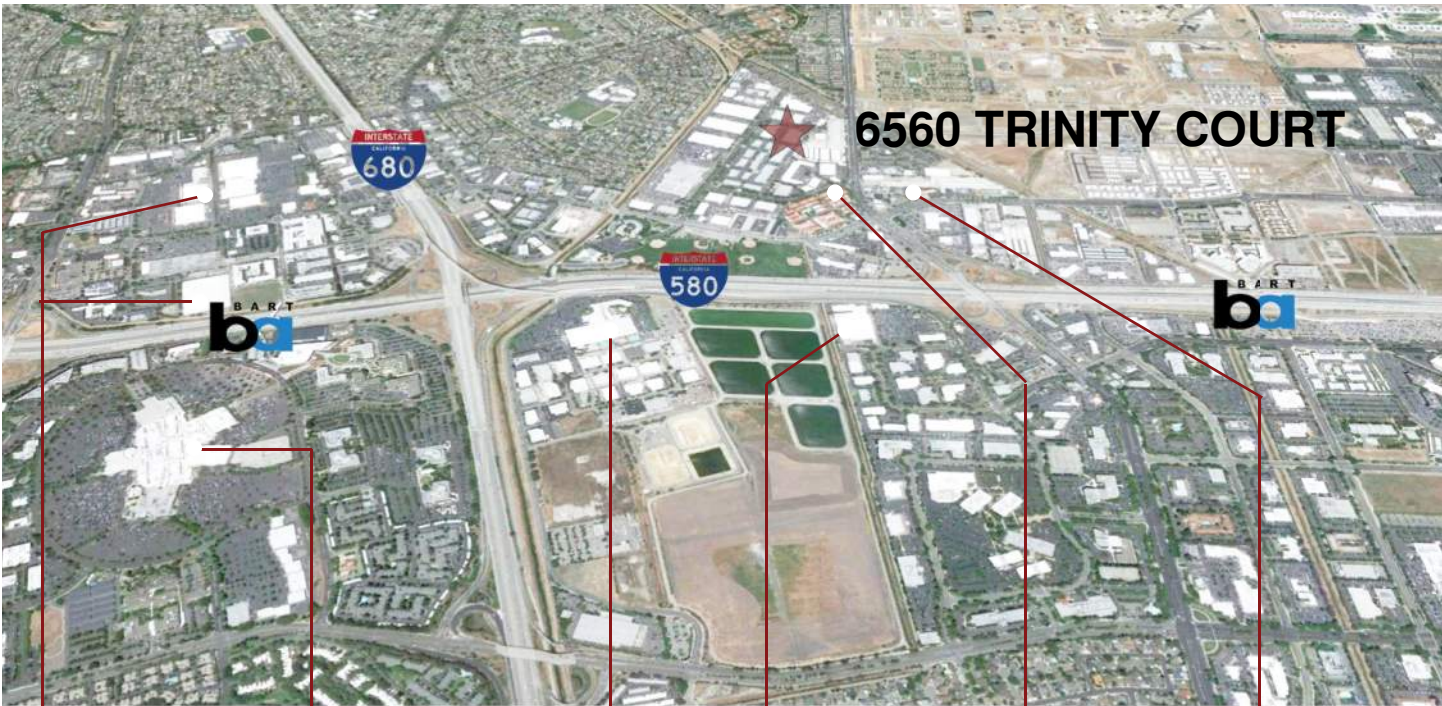 6560 TRINITY COURT
INTERSTATE
CALIFORNIA
680
INTERSTATE
CALIFORNIA
580
BART
ba
BART
ba